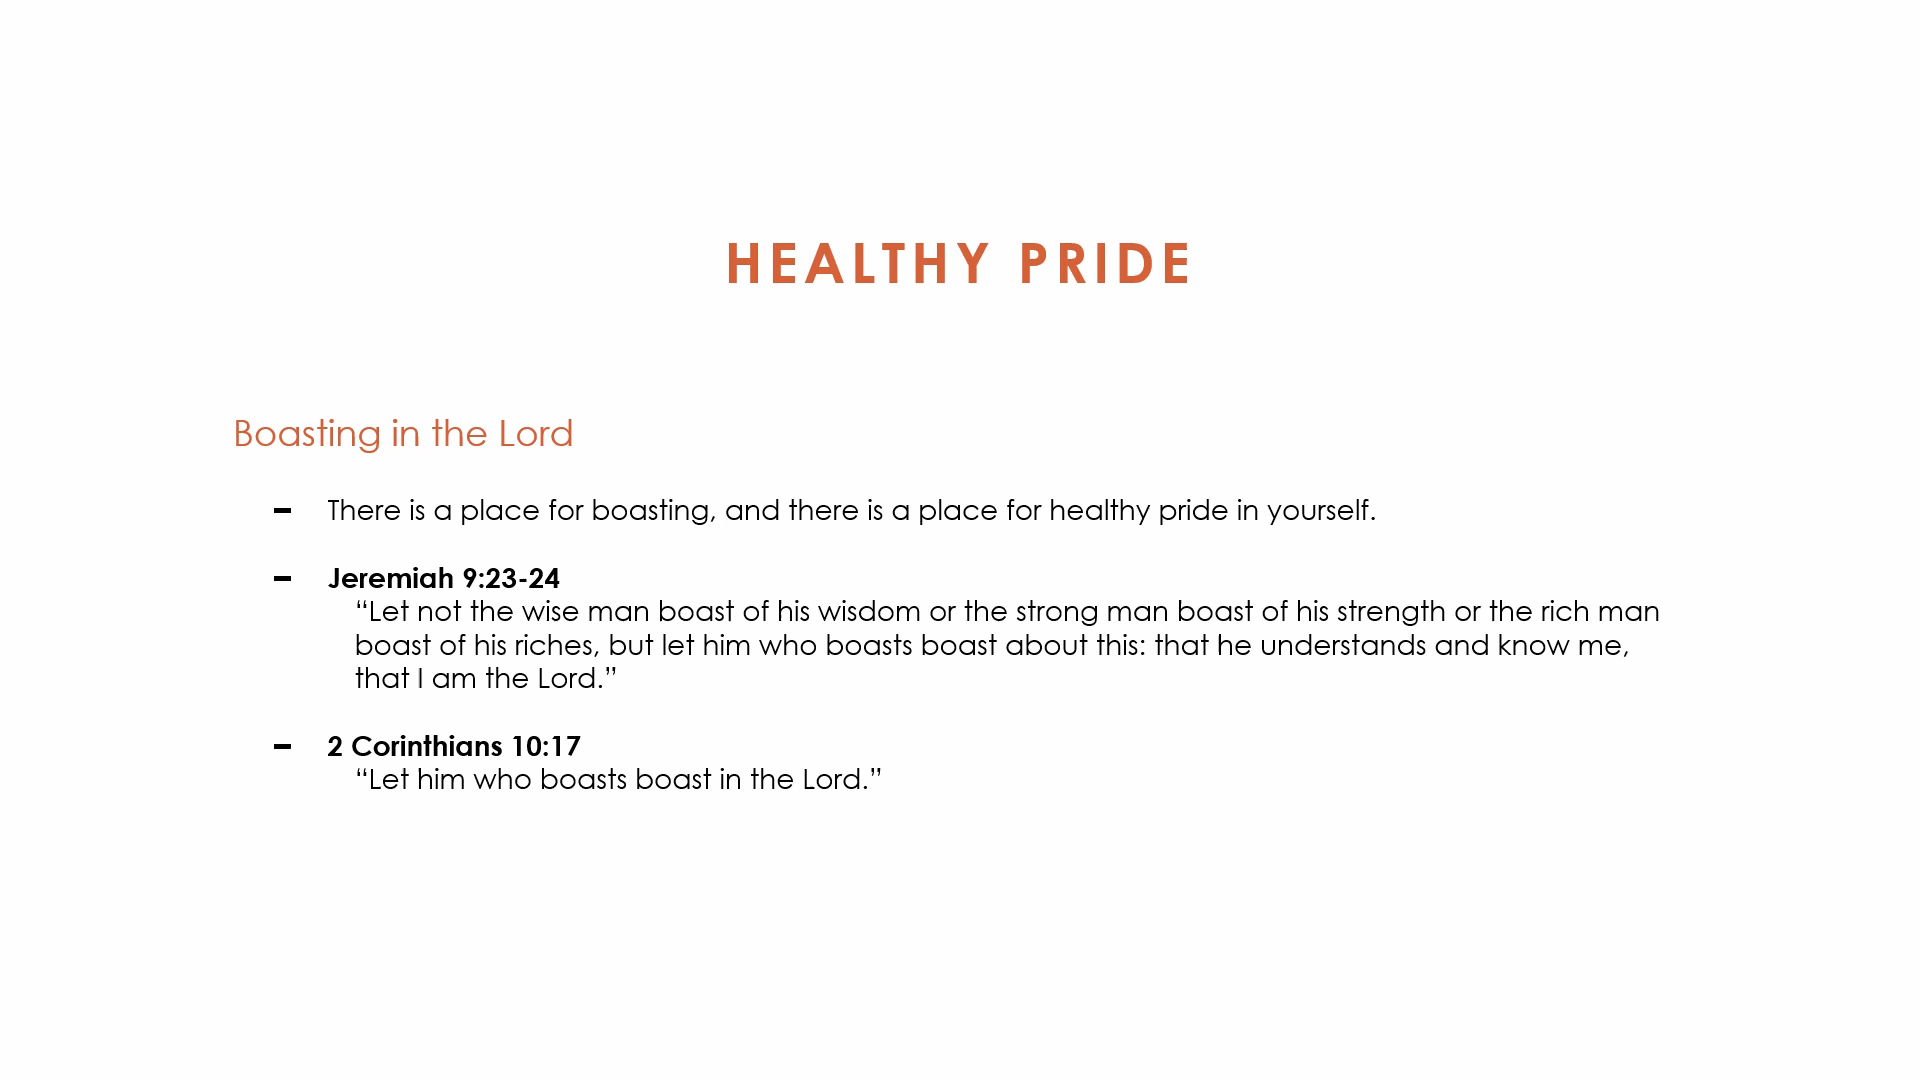 HEALTHY PRIDE
Boasting in the Lord
– There is a place for boasting, and there is a place for healthy pride in yourself.
– Jeremiah 9:23-24
“Let not the wise man boast of his wisdom or the strong man boast of his strength or the rich man
boast of his riches, but let him who boasts boast about this: that he understands and know me,
that I am the Lord.”
– 2 Corinthians 10:17
“Let him who boasts boast in the Lord.”